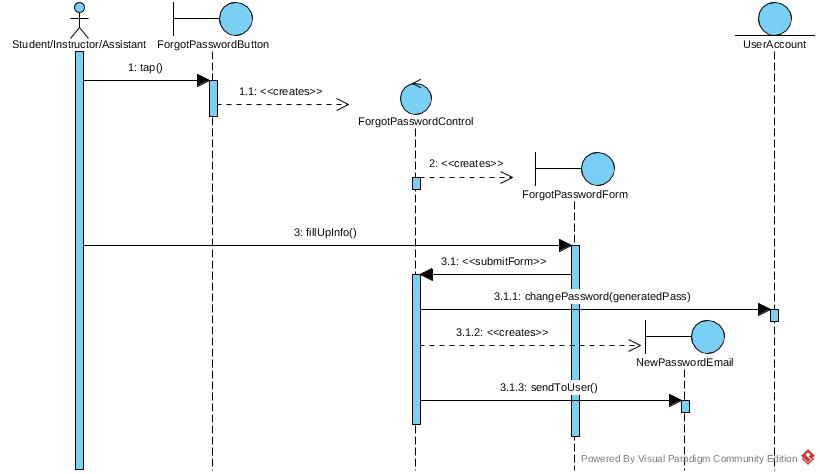 Student/Instructor/Assistant
ForgotPasswordButton
UserAccount
1: tap()
1.1: <<creates>>
ForgotPasswordControl
2: <<creates>>
ForgotPasswordForm
3: fillUpInfo()
3.1: <<submitForm>>
3.1.1: changePassword(generatedPass)
3.1.2: <<creates>>
NewPasswordEmail
3.1.3: sendToUser()
Powered By Visual Paradigm Community Edition